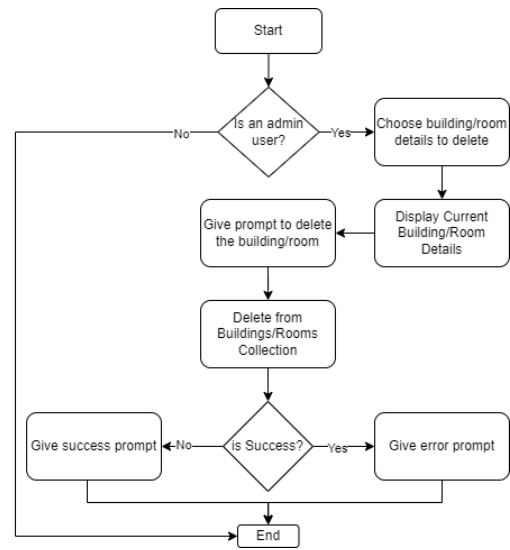 Start
Is an admin
user?
No
Yes
Choose building/room
details to delete
Give prompt to delete
the building/room
Display Current
Building/Room
Details
Delete from
Buildings/Rooms
Collection
Give success prompt
No
is Success?
Yes
Give error prompt
End